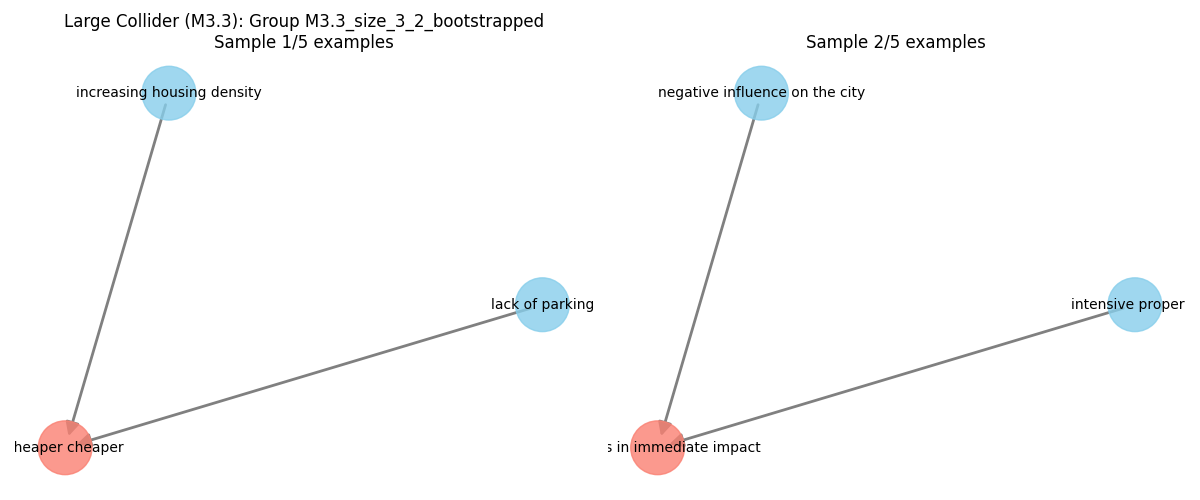 Large Collider (M3.3): Group M3.3_size_3_2_bootstrapped
Sample 1/5 examples
increasing housing density
lack of parking
heaper cheaper
Sample 2/5 examples
negative influence on the city
intensive proper
s in immediate impact